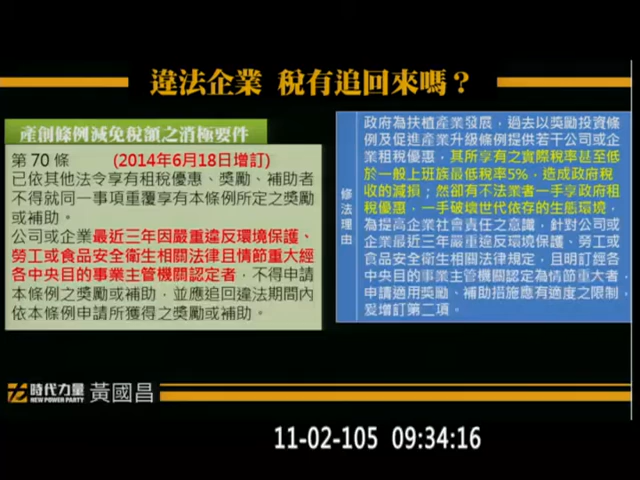 違法企業 稅有追回來嗎？
產創條例減免稅額之消極要件
第 70 條 (2014年6月18日增訂)
已依其他法令享有租稅優惠、獎勵、補助者
不得就同一事項重覆享有本條例所定之獎勵
或補助。
公司或企業最近三年因嚴重違反環境保護、
勞工或食品安全衛生相關法律且情節重大經
各中央目的事業主管機關認定者，不得申請
本條例之獎勵或補助，並應追回違法期間內
依本條例申請所獲得之獎勵或補助。
修法理由
政府為扶植產業發展，過去以獎勵投資條
例及促進產業升級條例提供若干公司或企
業租稅優惠，其所享有之實際稅率甚至低
於一般上班族最低稅率5%，造成政府稅
收的減損；然卻有不法業者一手享政府租
稅優惠，一手破壞世代依存的生態環境，
為提高企業社會責任之意識，針對公司或
企業最近三年嚴重違反環境保護、勞工或
食品安全衛生相關法律規定，且明訂經各
中央目的事業主管機關認定為情節重大者，
申請適用獎勵、補助措施應有適度之限制，
爰增訂第二項。
時代力量 黃國昌
NEW POWER PARTY
11-02-105 09:34:16